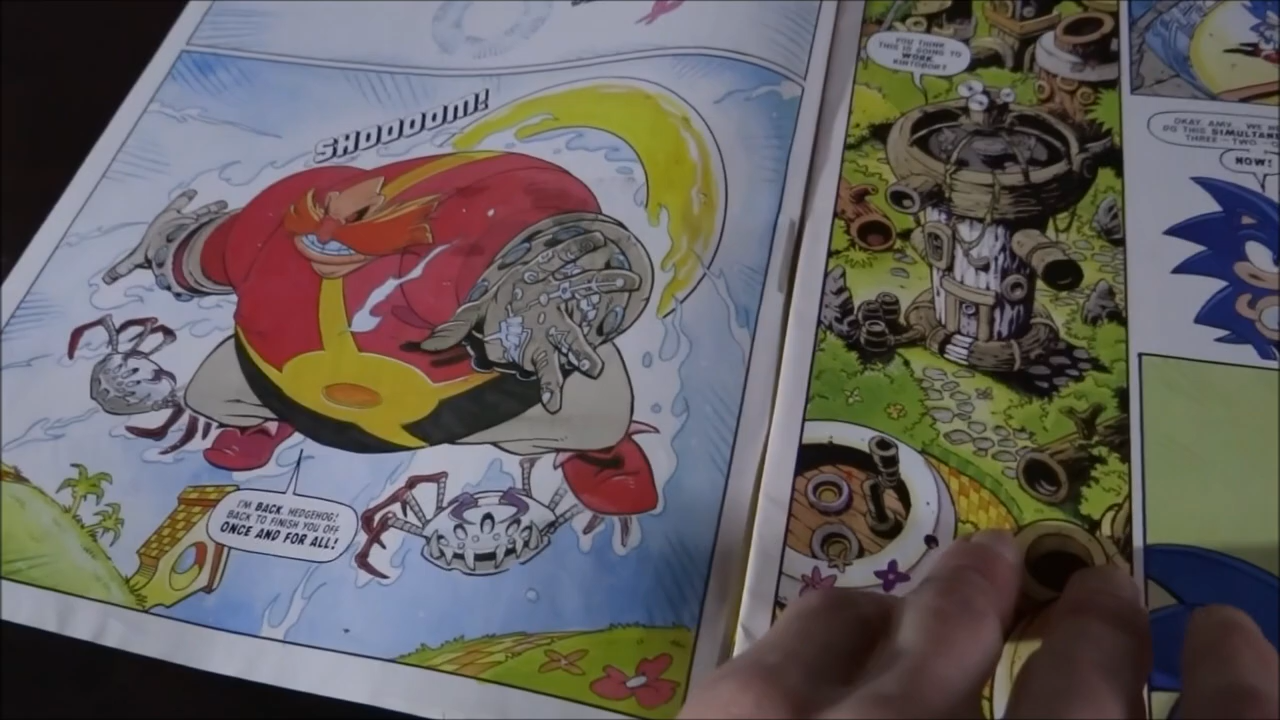 SHOOOOM!
I'M BACK, HEDGEHOG!
BACK TO FINISH YOU OFF
ONCE AND FOR ALL!
YOU THINK
THIS IS GOING TO
WORK,
KINTOBOR?
OKAY, AMY... WE
DO THIS
THREE -- TWO --
NOW!